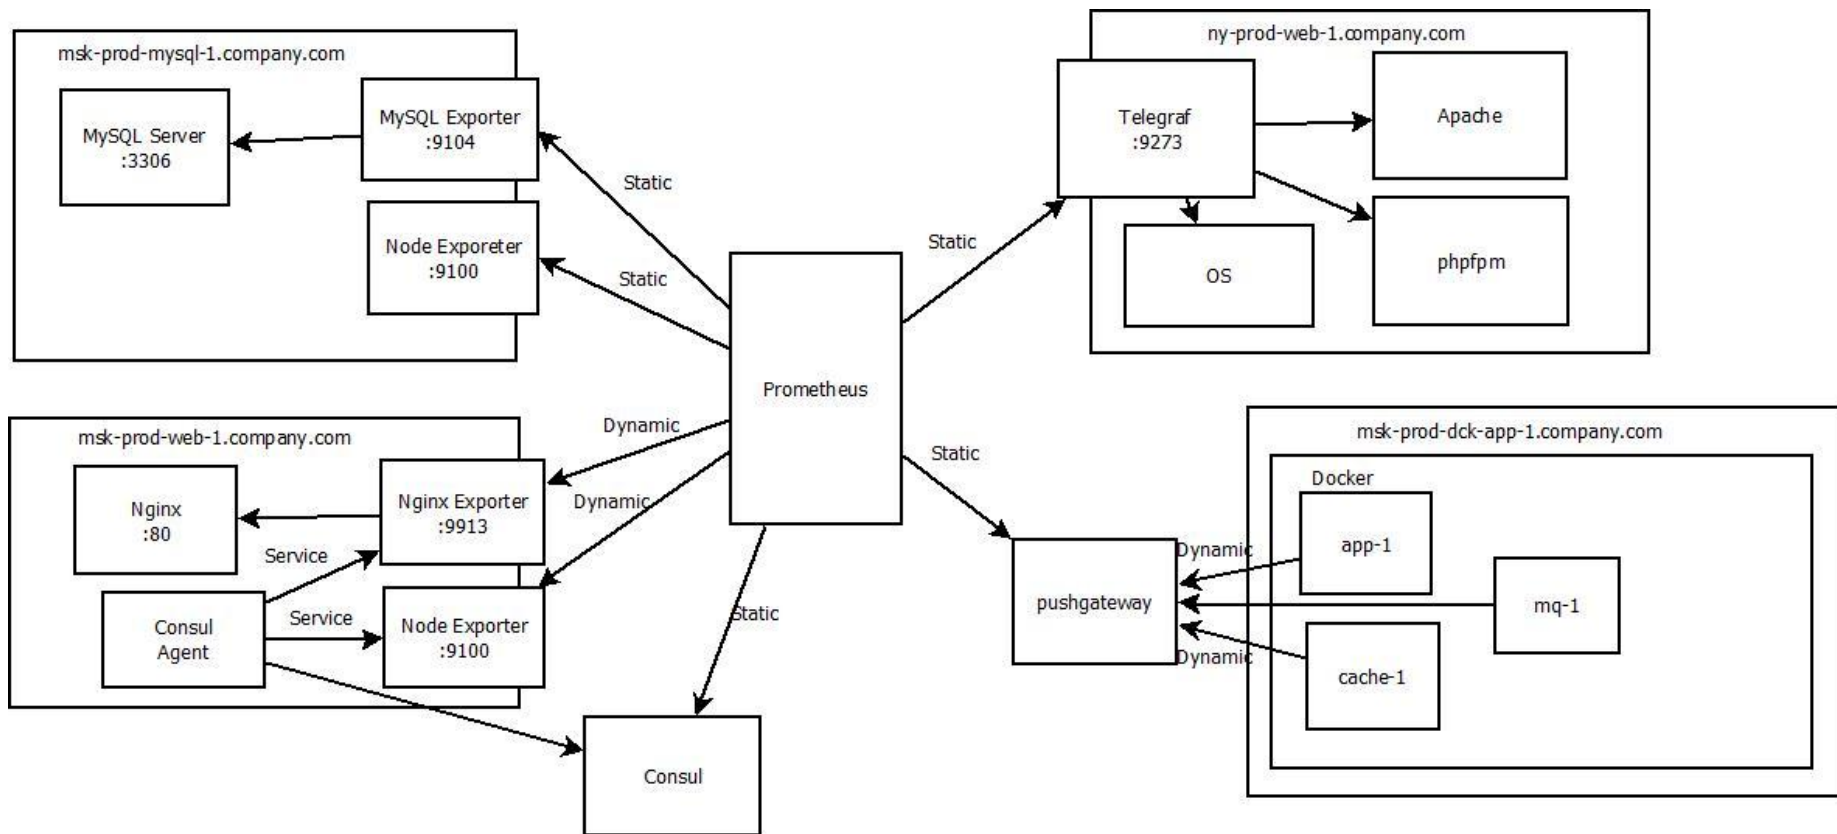 msk-prod-mysql-1.company.com
MySQL Server
:3306
MySQL Exporter
:9104
Node Exporeter
:9100
Static
Static
ny-prod-web-1.company.com
Telegraf
:9273
Apache
OS
phpfpm
Static
Prometheus
msk-prod-web-1.company.com
Nginx
:80
Nginx Exporter
:9913
Service
Service
Consul
Agent
Node Exporter
:9100
Dynamic
Dynamic
Static
Consul
Static
pushgateway
msk-prod-dck-app-1.company.com
Docker
app-1
mq-1
cache-1
Dynamic
Dynamic